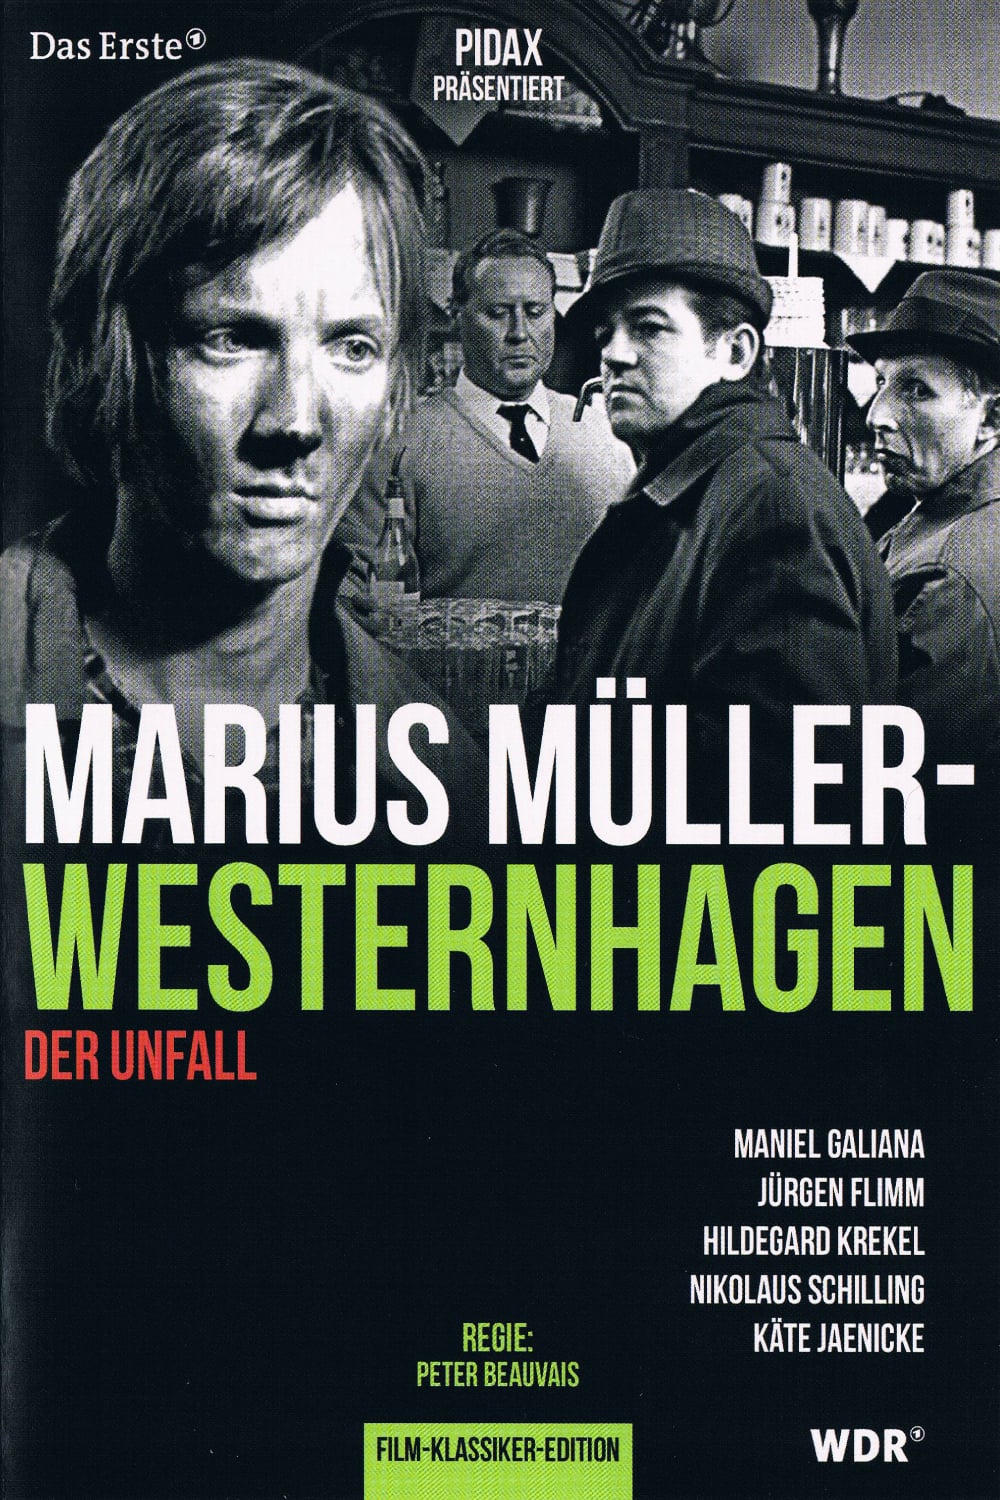 Das Erste
PIDAX
PRÄSENTIERT
MARIUS MÜLLER-
WESTERNHAGEN
DER UNFALL
MANIEL GALIANA
JÜRGEN FLIMM
HILDEGARD KREKEL
NIKOLAUS SCHILLING
KÄTE JAENICKE
REGIE:
PETER BEAUVAIS
FILM-KLASSIKER-EDITION
WDR